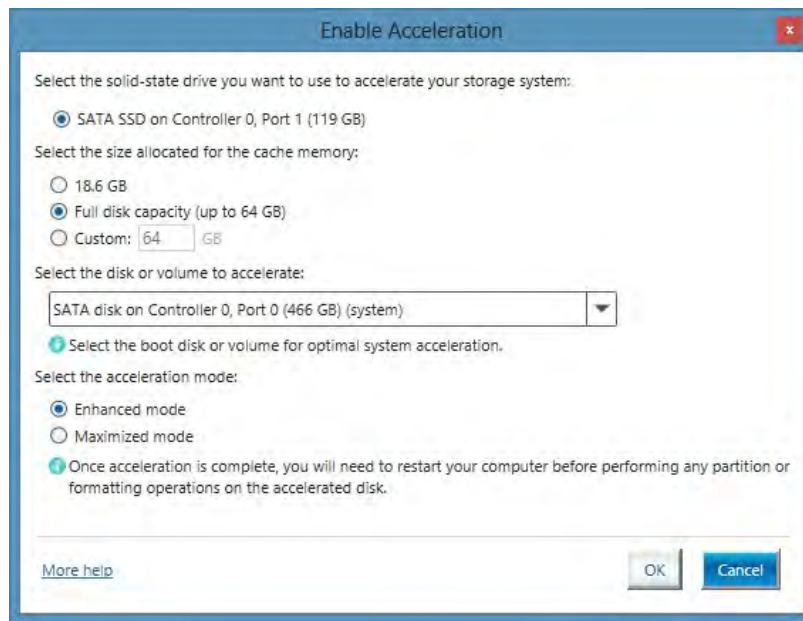 Enable Acceleration
x
Select the solid-state drive you want to use to accelerate your storage system:
SATA SSD on Controller 0, Port 1 (119 GB)
Select the size allocated for the cache memory:
18.6 GB
Full disk capacity (up to 64 GB)
Custom: 64 GB
Select the disk or volume to accelerate:
SATA disk on Controller 0, Port 0 (466 GB) (system)
Select the boot disk or volume for optimal system acceleration.
Select the acceleration mode:
Enhanced mode
Maximized mode
Once acceleration is complete, you will need to restart your computer before performing any partition or
formatting operations on the accelerated disk.
More help OK Cancel